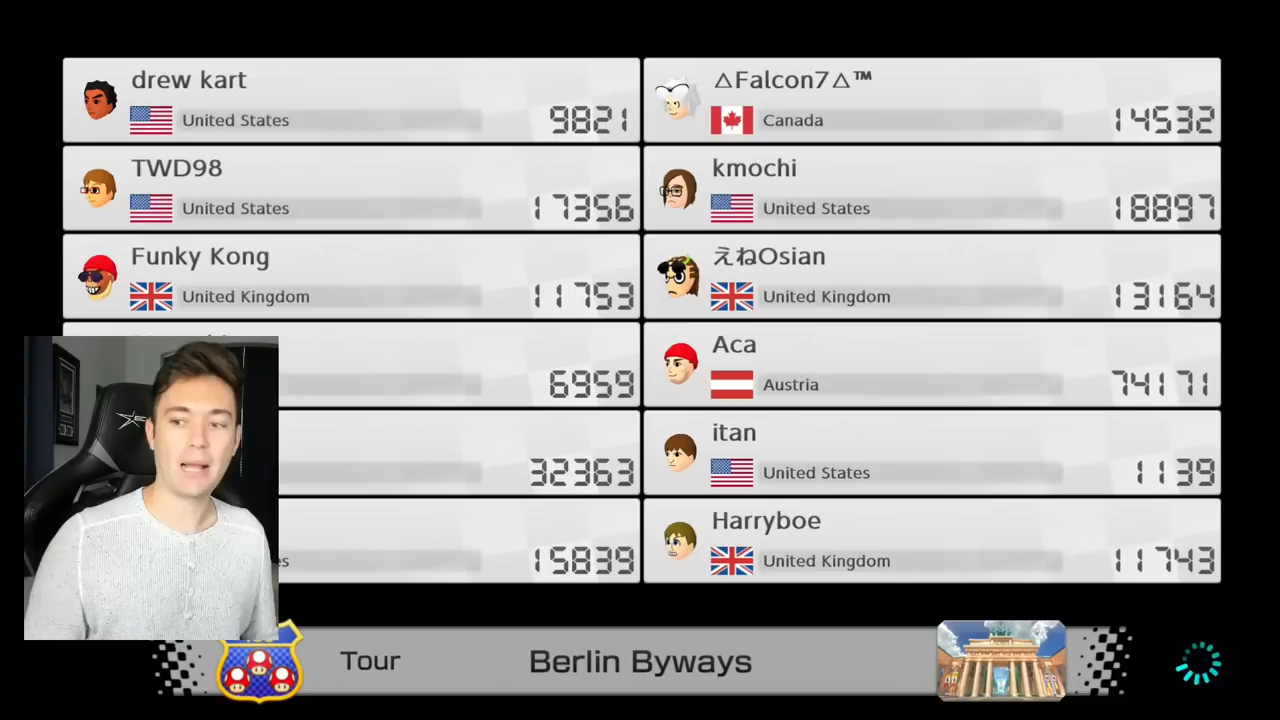 drew kart
United States
9821
△Falcon7△™
Canada
14532
TWD98
United States
17356
kmochi
United States
18897
Funky Kong
United Kingdom
11753
えねOsian
United Kingdom
13164
6959
Aca
Austria
74171
32363
itan
United States
1139
15839
Harryboe
United Kingdom
11743
Tour
Berlin Byways